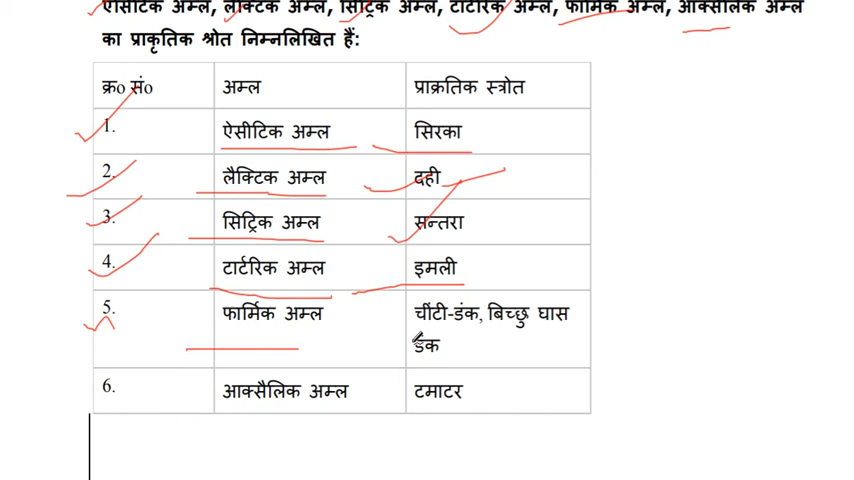 ऐसीटिक अम्ल, लैक्टिक अम्ल, सिट्रिक अम्ल, टार्टरिक अम्ल, फार्मिक अम्ल, आक्सैलिक अम्ल
का प्राकृतिक श्रोत निम्नलिखित हैं:
क्र० सं० अम्ल प्राक्रतिक स्त्रोत
1. ऐसीटिक अम्ल सिरका
2. लैक्टिक अम्ल दही
3. सिट्रिक अम्ल सन्तरा
4. टार्टरिक अम्ल इमली
5. फार्मिक अम्ल चींटी-डंक, बिच्छु घास
डंक
6. आक्सैलिक अम्ल टमाटर